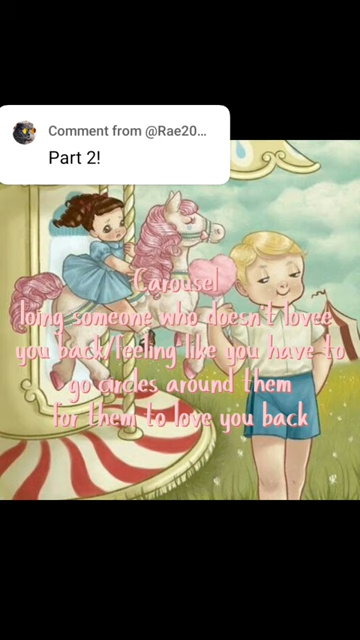 Comment from @Rae20...
Part 2!
Carousel
loing someone who doesn't lovee
you back/feeling like you have to
go circles around them
for them to love you back